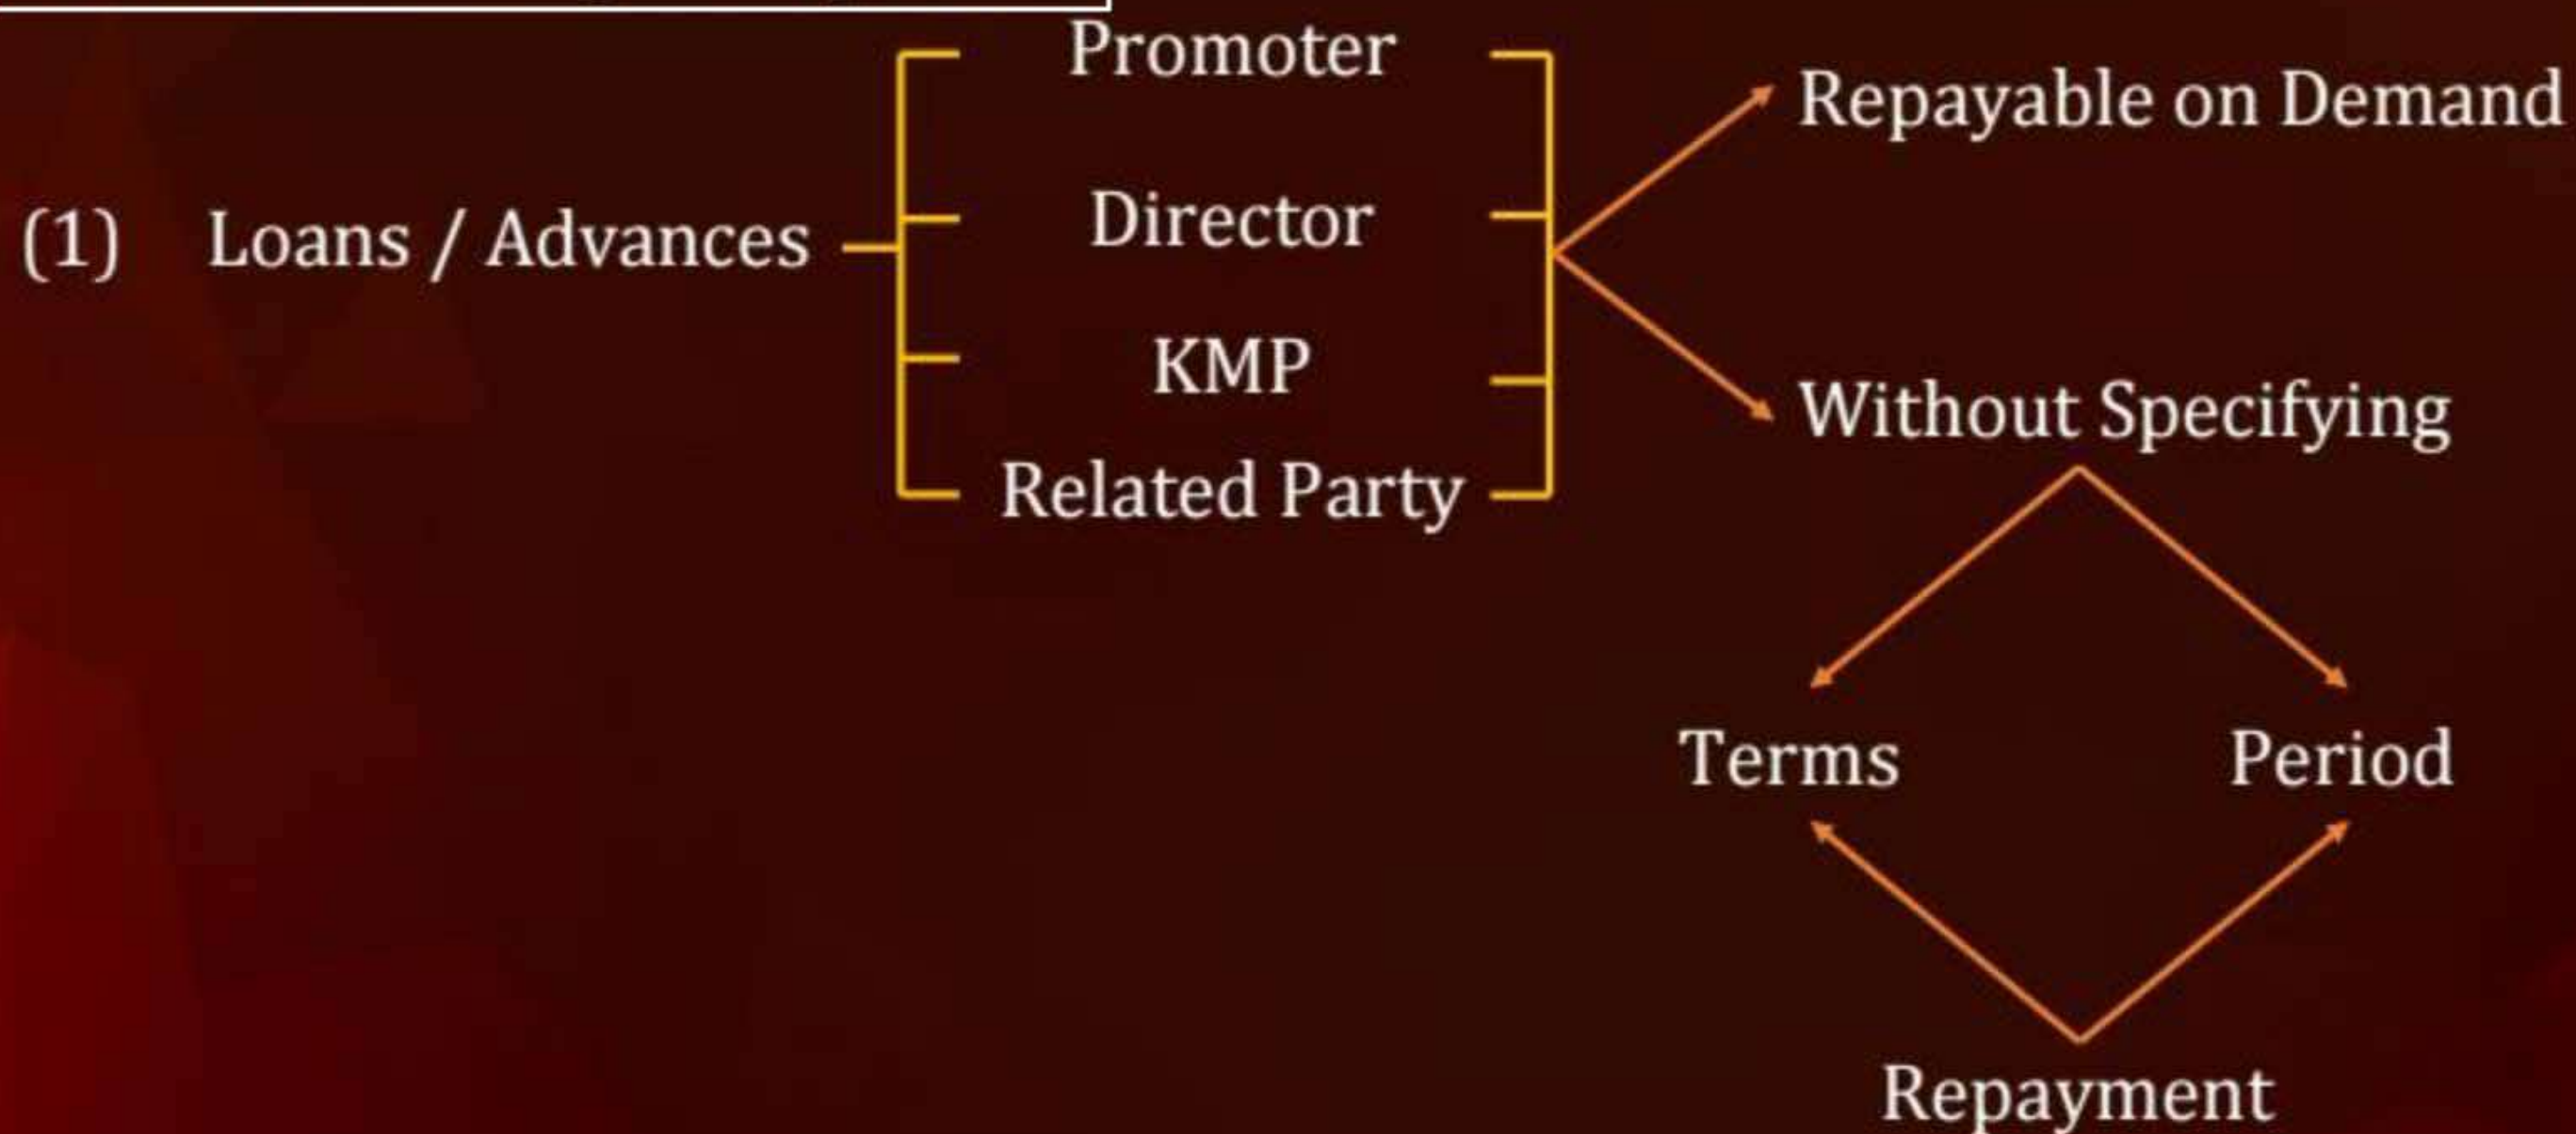 Promoter
Repayable on Demand
(1) Loans / Advances
Director
KMP
Without Specifying
Related Party
Terms
Period
Repayment